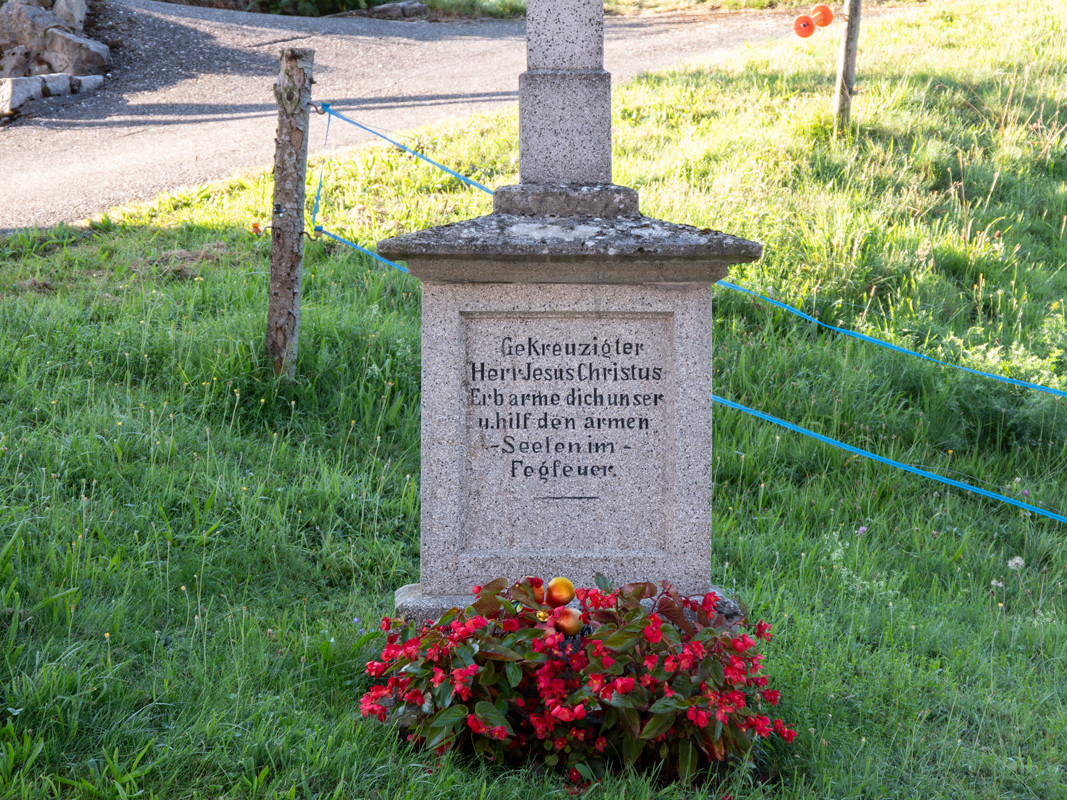 Gekreuzigter
Herr Jesus Christus
Erbarme dich unser
u. hilf den armen
- Seelen im -
Fegfeuer.